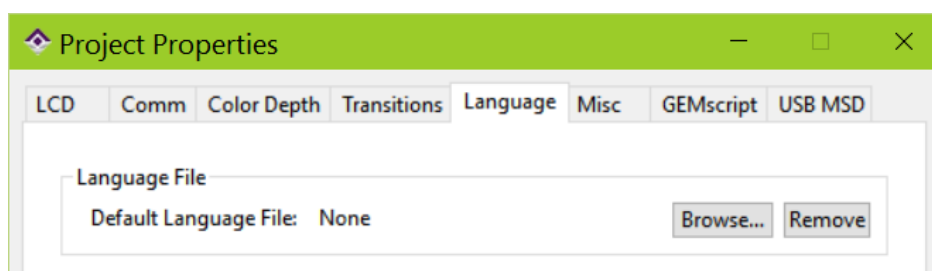 Project Properties
LCD Comm Color Depth Transitions Language Misc GEMscript USB MSD
Language File
Default Language File: None Browse... Remove